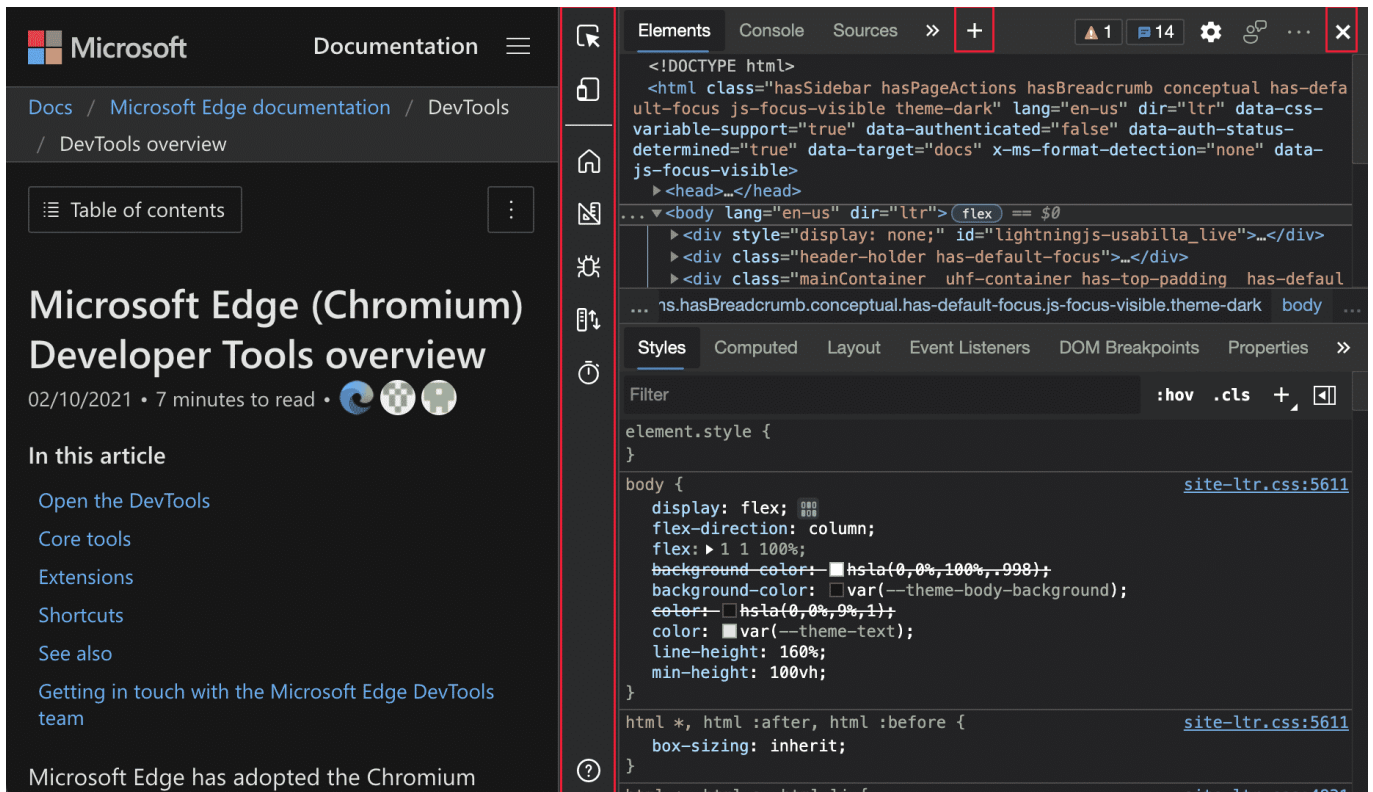 Microsoft
Documentation
Docs / Microsoft Edge documentation / DevTools
/ DevTools overview
Table of contents
Microsoft Edge (Chromium)
Developer Tools overview
02/10/2021 • 7 minutes to read •
In this article
Open the DevTools
Core tools
Extensions
Shortcuts
See also
Getting in touch with the Microsoft Edge DevTools
team
Microsoft Edge has adopted the Chromium
Elements Console Sources » + 1 14 ··· ×
<!DOCTYPE html>
<html class="hasSidebar hasPageActions hasBreadcrumb conceptual has-defa
ult-focus js-focus-visible theme-dark" lang="en-us" dir="ltr" data-css-
variable-support="true" data-authenticated="false" data-auth-status-
determined="true" data-target="docs" x-ms-format-detection="none" data-
js-focus-visible>
<head>…</head>
... <body lang="en-us" dir="ltr"> flex == $0
<div style="display: none;" id="lightningjs-usabilla_live">…</div>
<div class="header-holder has-default-focus">…</div>
<div class="mainContainer  uhf-container has-top-padding  has-defaul
... ns.hasBreadcrumb.conceptual.has-default-focus.js-focus-visible.theme-dark body ...
Styles Computed Layout Event Listeners DOM Breakpoints Properties »
Filter :hov .cls +
element.style {
}
body { site-ltr.css:5611
display: flex;
flex-direction: column;
flex: 1 1 100%;
background-color: hsla(0,0%,100%,.998);
background-color: var(--theme-body-background);
color: hsla(0,0%,9%,1);
color: var(--theme-text);
line-height: 160%;
min-height: 100vh;
}
html *, html :after, html :before { site-ltr.css:5611
box-sizing: inherit;
}